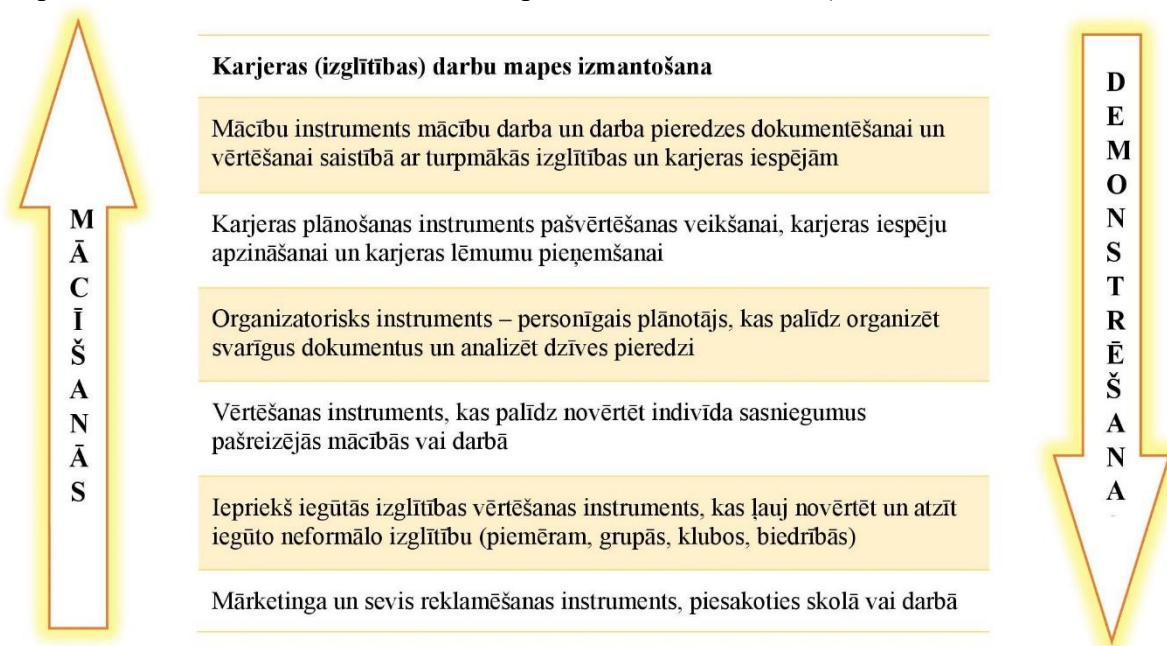 MĀCĪŠANĀS
Karjeras (izglītības) darbu mapes izmantošana
Mācību instruments mācību darba un darba pieredzes dokumentēšanai un
vērtēšanai saistībā ar turpmākās izglītības un karjeras iespējām
Karjeras plānošanas instruments pašvērtēšanas veikšanai, karjeras iespēju
apzināšanai un karjeras lēmumu pieņemšanai
Organizatorisks instruments – personīgais plānotājs, kas palīdz organizēt
svarīgus dokumentus un analizēt dzīves pieredzi
Vērtēšanas instruments, kas palīdz novērtēt indivīda sasniegumus
pašreizējās mācībās vai darbā
Iepriekš iegūtās izglītības vērtēšanas instruments, kas ļauj novērtēt un atzīt
iegūto neformālo izglītību (piemēram, grupās, klubos, biedrībās)
Mārketinga un sevis reklamēšanas instruments, piesakoties skolā vai darbā
DEMONSTRĒŠANA